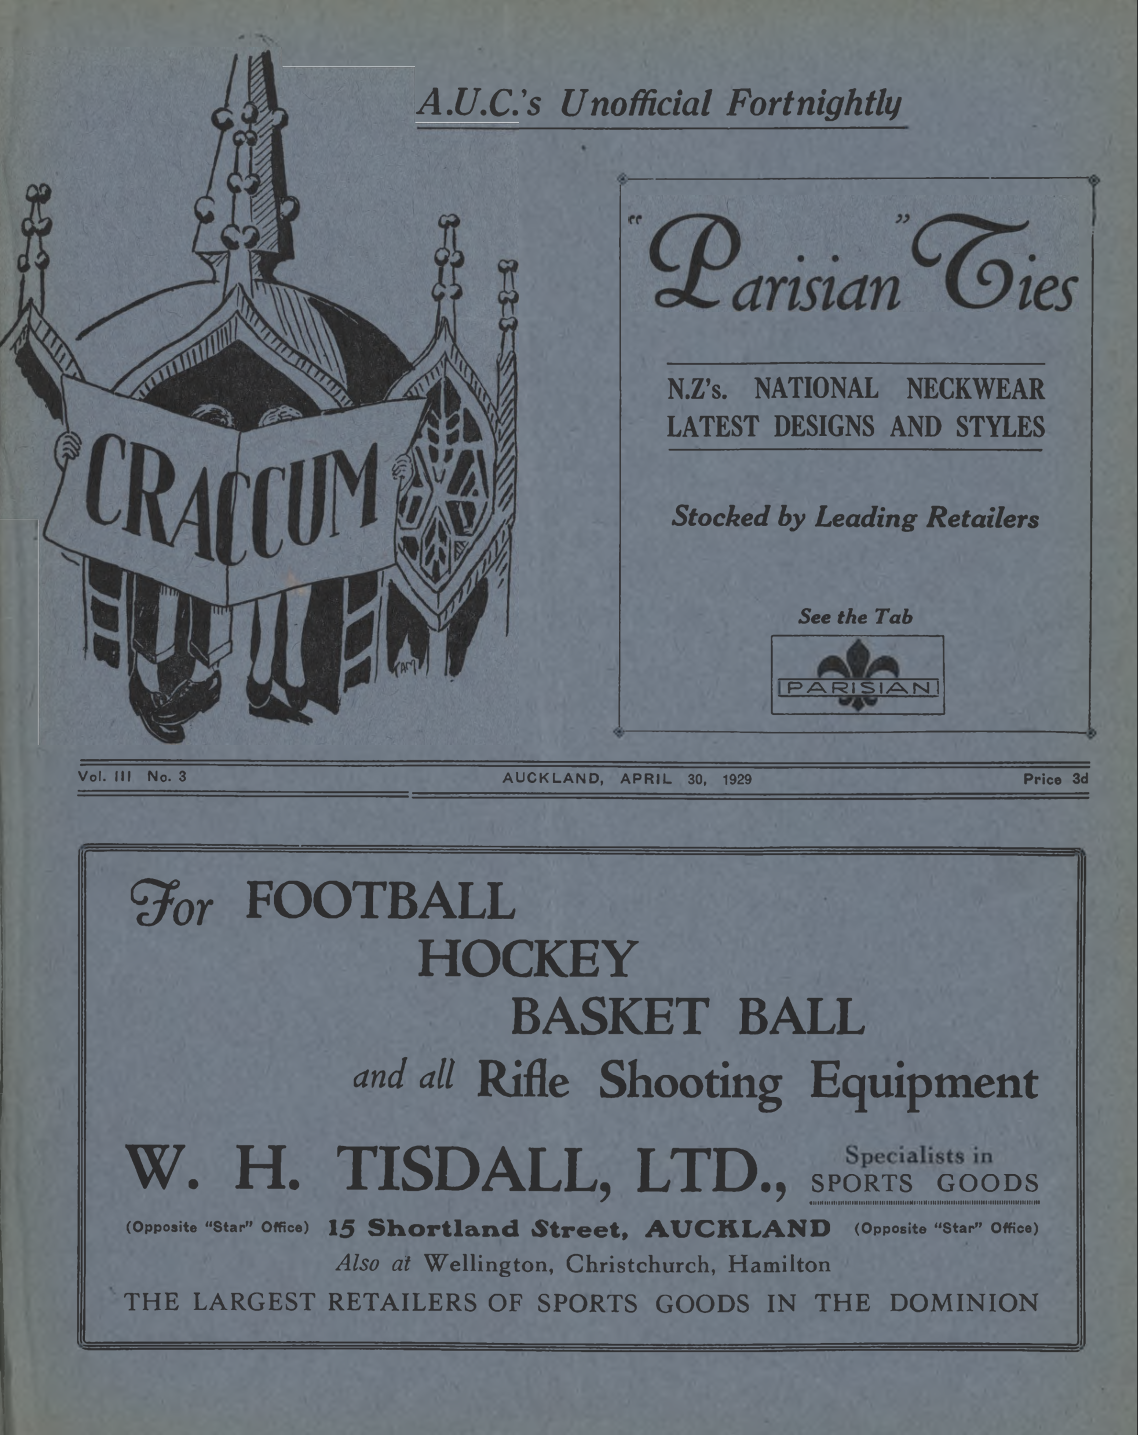 A.U.C.'s Unofficial Fortnightly
CRACCUM
"Parisian" Ties
N.Z's. NATIONAL NECKWEAR
LATEST DESIGNS AND STYLES
Stocked by Leading Retailers
See the Tab
PARISIAN
Vol. III No. 3 AUCKLAND, APRIL 30, 1929 Price 3d
For FOOTBALL
HOCKEY
BASKET BALL
and all Rifle Shooting Equipment
W. H. TISDALL, LTD., Specialists in
SPORTS GOODS
(Opposite "Star" Office) 15 Shortland Street, AUCKLAND (Opposite "Star" Office)
Also at Wellington, Christchurch, Hamilton
THE LARGEST RETAILERS OF SPORTS GOODS IN THE DOMINION